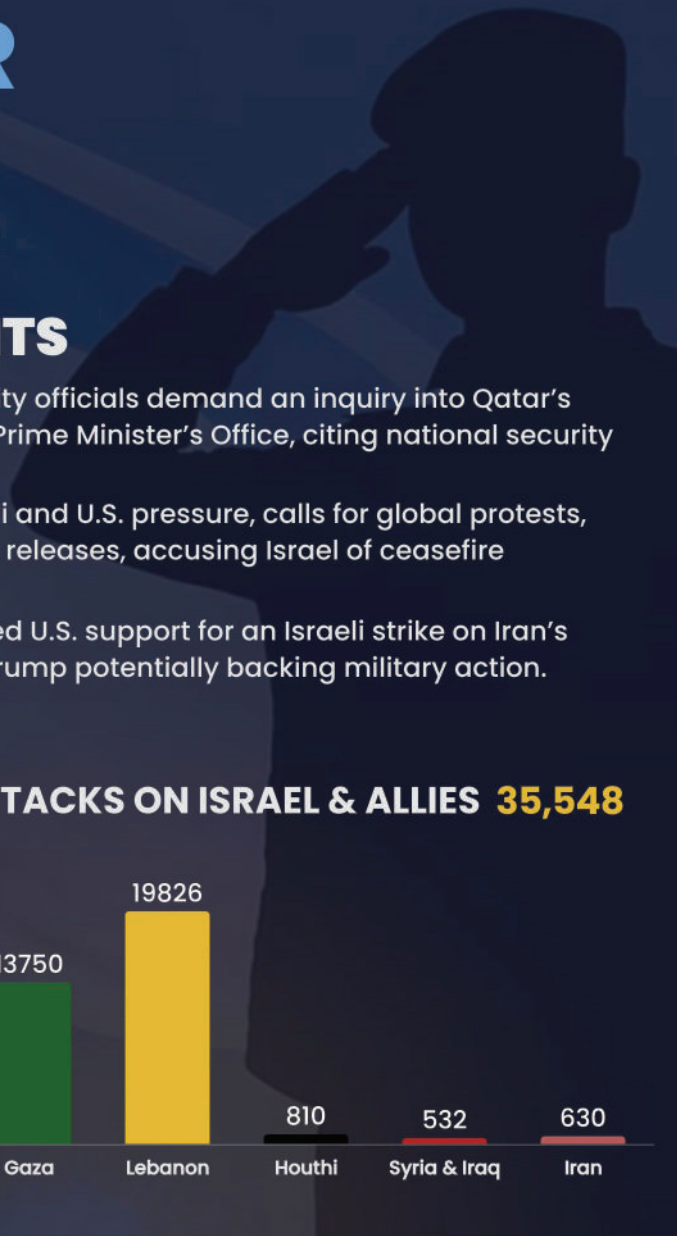 R
TS
ty officials demand an inquiry into Qatar's
Prime Minister's Office, citing national security
i and U.S. pressure, calls for global protests,
releases, accusing Israel of ceasefire
ed U.S. support for an Israeli strike on Iran's
rump potentially backing military action.
TACKS ON ISRAEL & ALLIES 35,548
19826
13750
810
532
630
Gaza
Lebanon
Houthi
Syria & Iraq
Iran